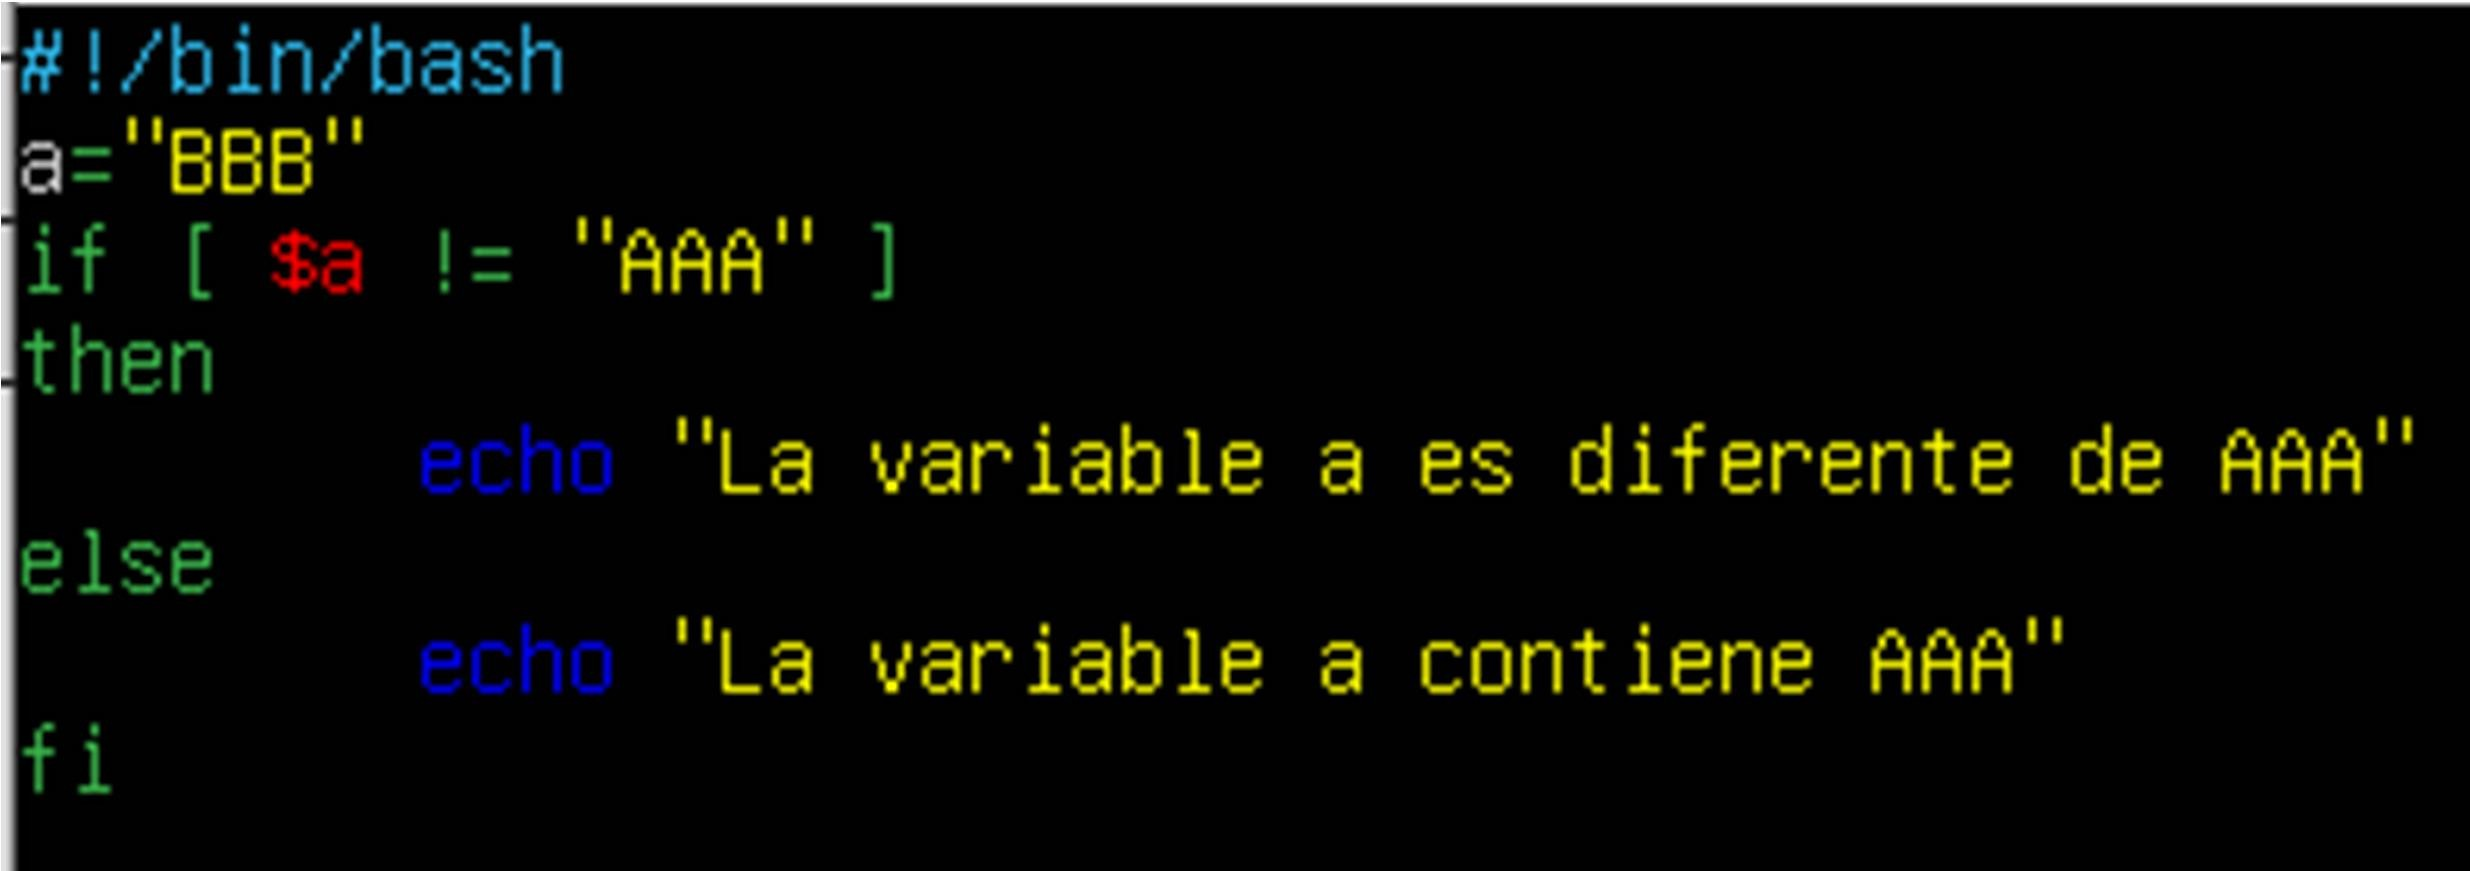 #!/bin/bash
a="BBB"
if [ $a != "AAA" ]
then
        echo "La variable a es diferente de AAA"
else
        echo "La variable a contiene AAA"
fi